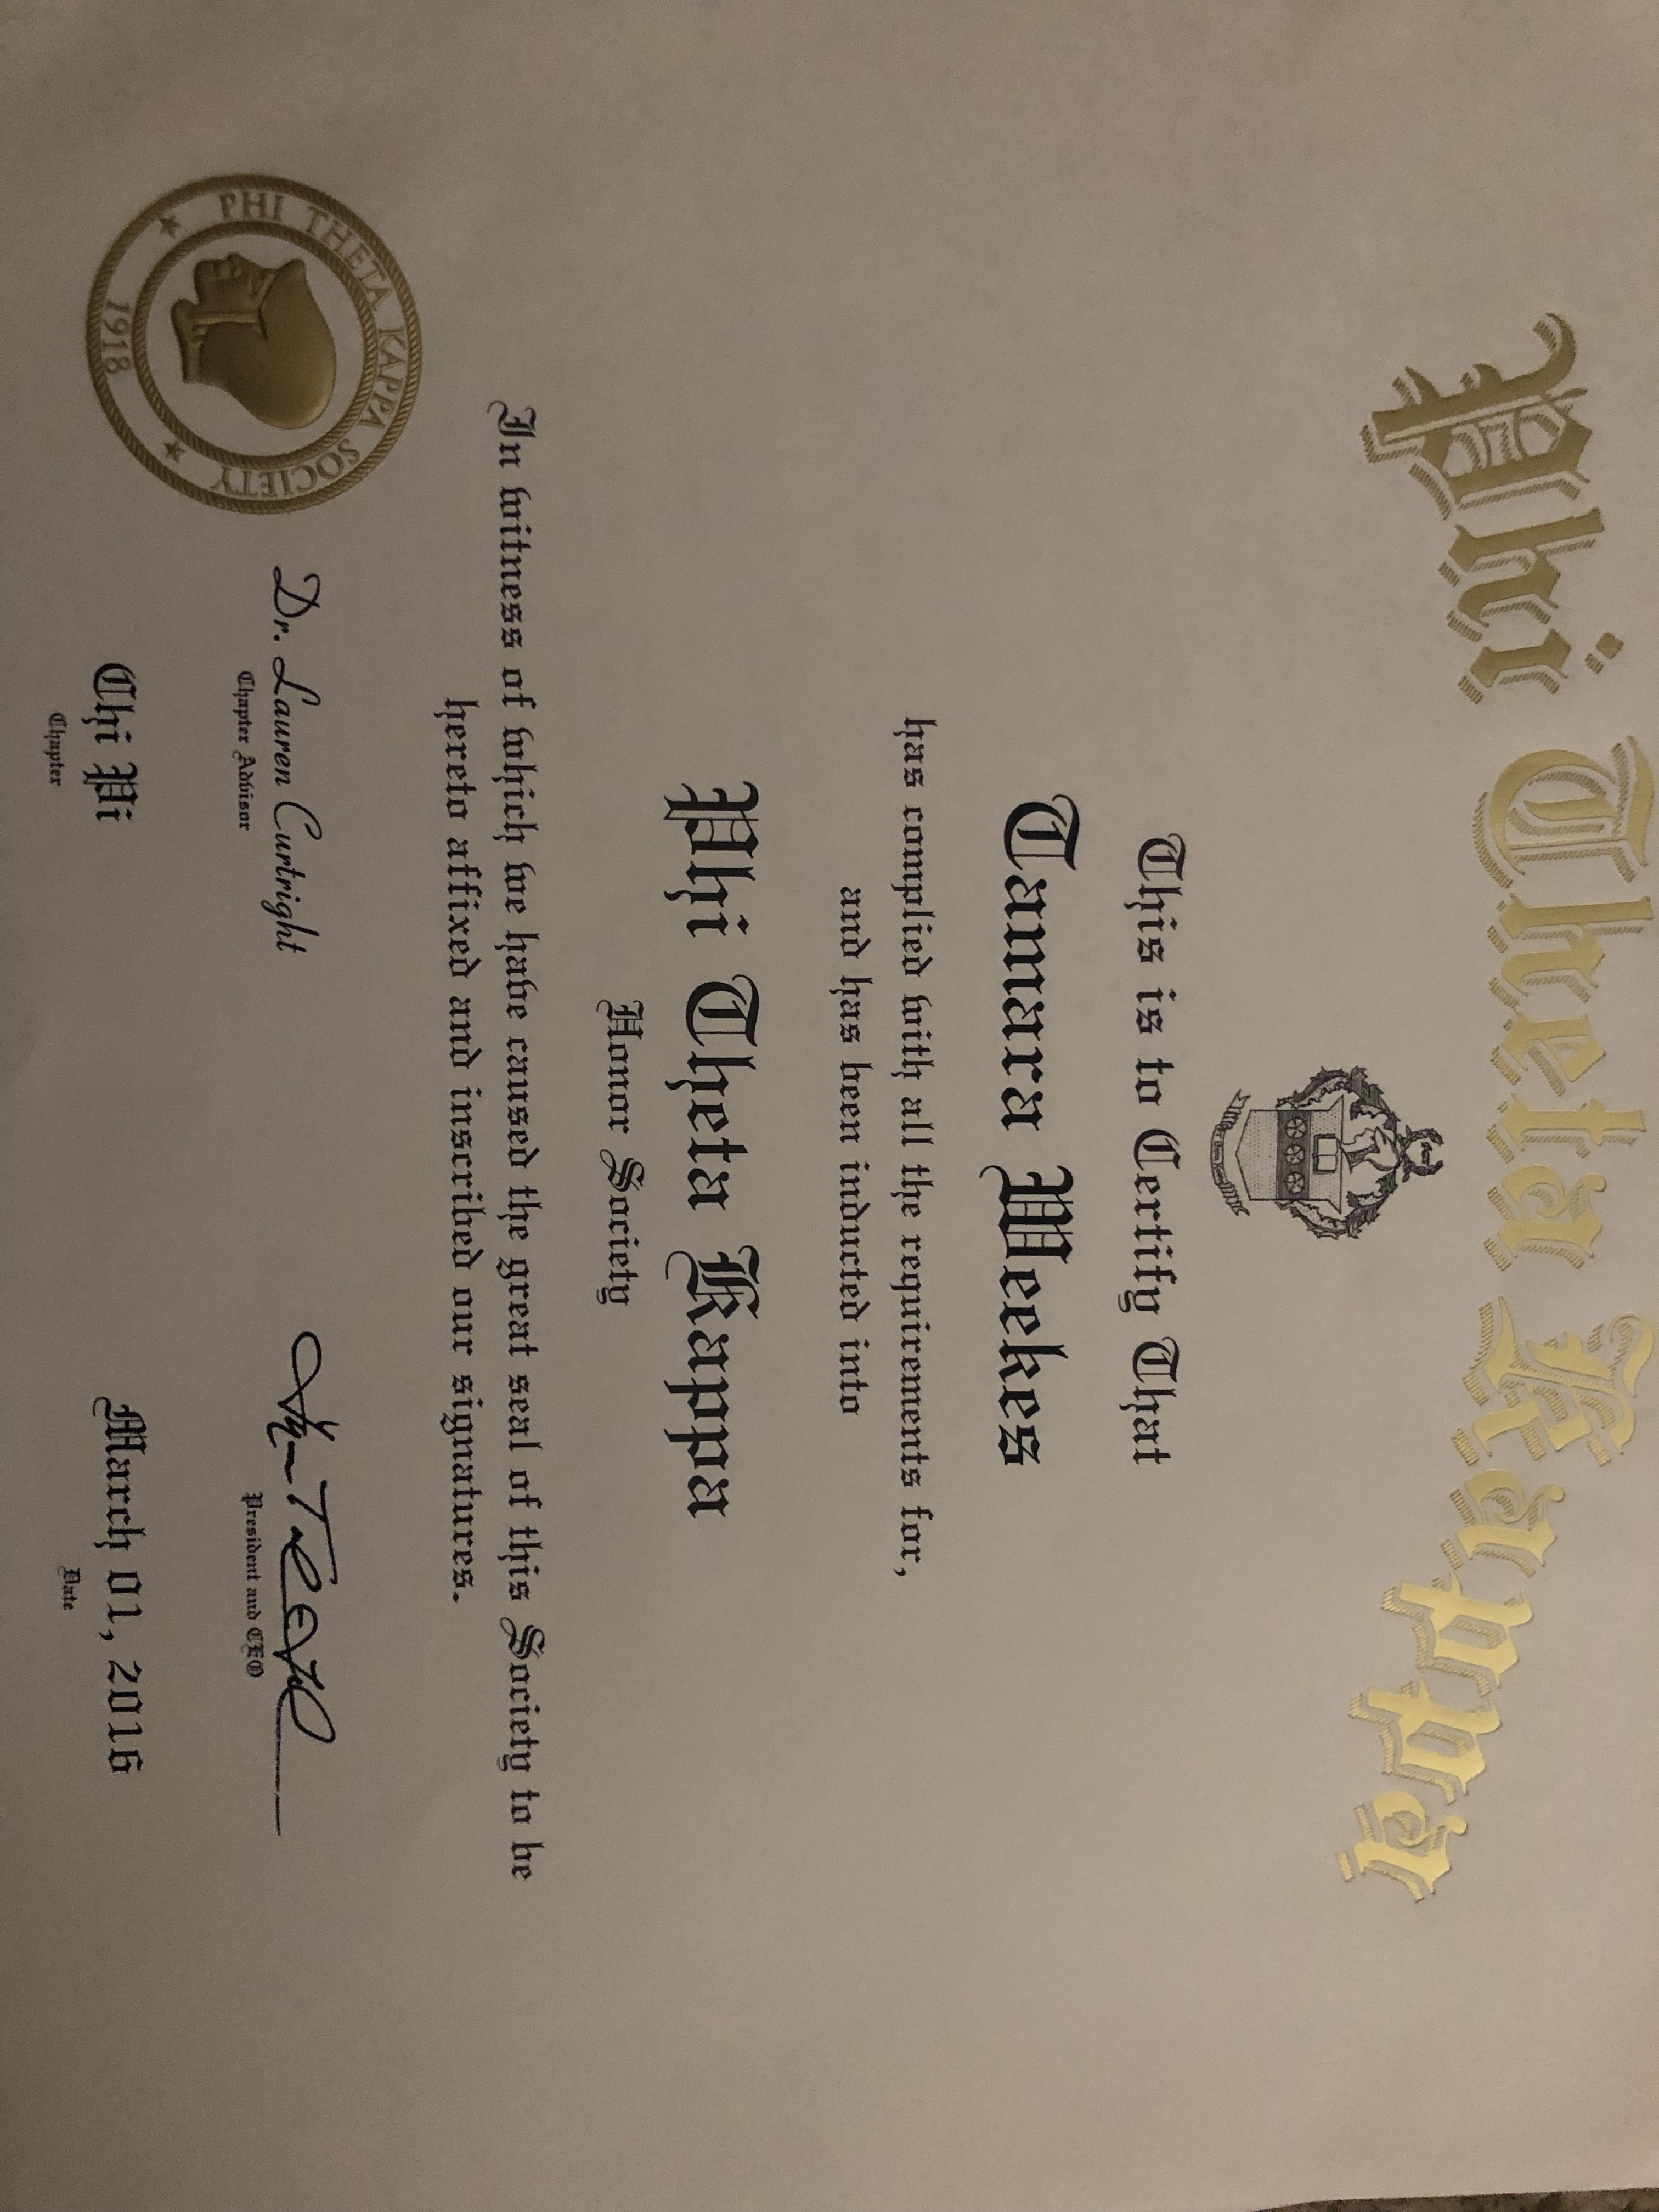 Phi Theta Kappa
This is to Certify That
Tamara Weekes
has complied with all the requirements for,
and has been inducted into
Phi Theta Kappa
Honor Society
In witness of which we have caused the great seal of this Society to be
hereto affixed and inscribed our signatures.
PHI THETA KAPPA SOCIETY
1918
Dr. Lauren Curtright
Chapter Advisor
President and CEO
Chi Pi
Chapter
March 01, 2016
Date